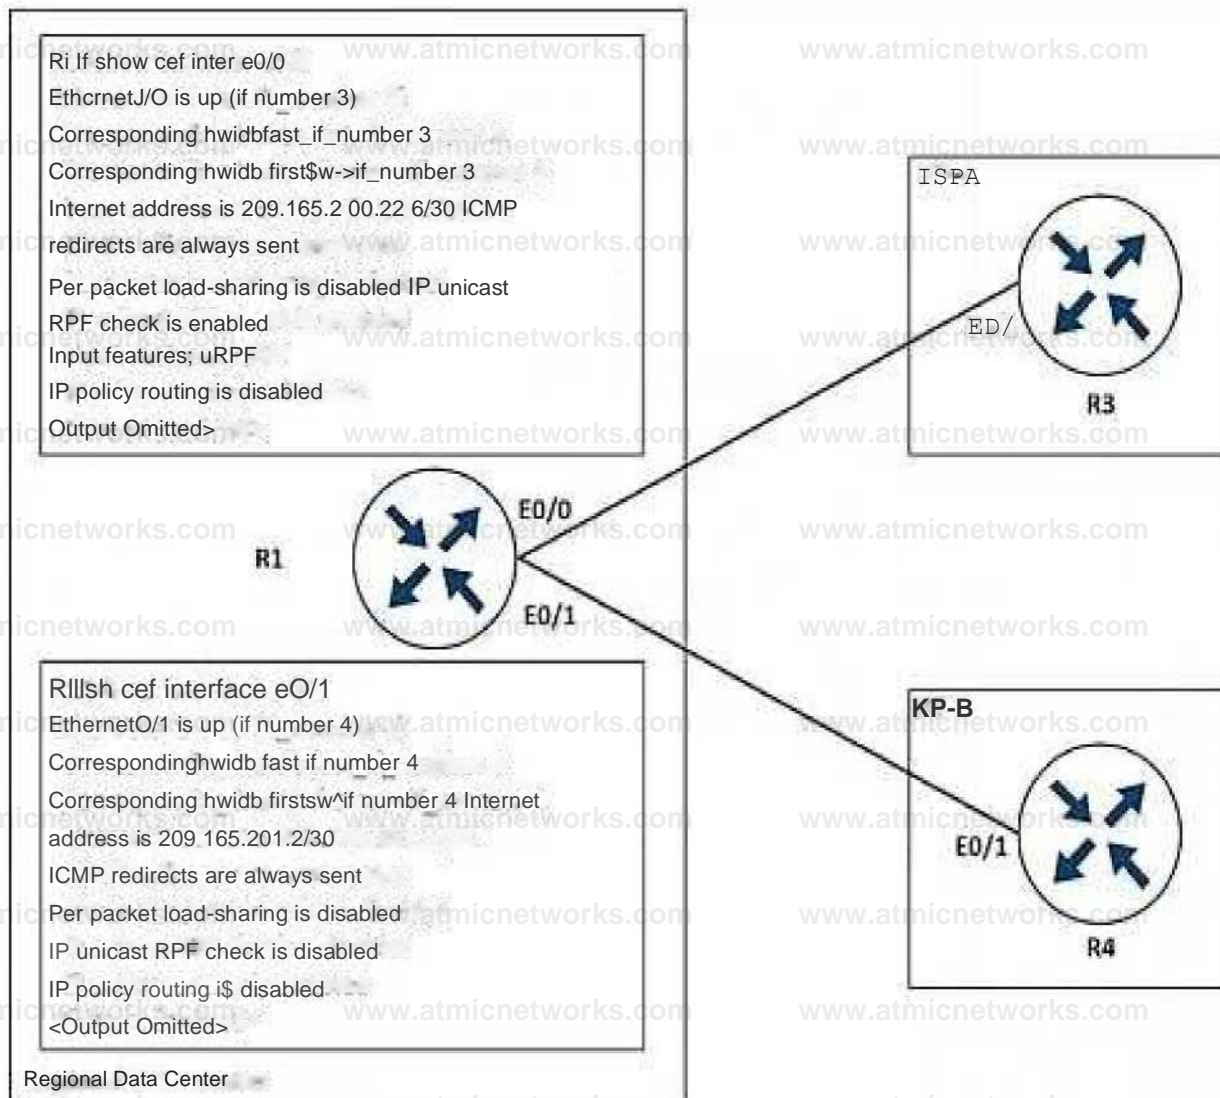 Ri If show cef inter e0/0
EthcrnetJ/O is up (if number 3)
Corresponding hwidbfast_if_number 3
Corresponding hwidb first$w->if_number 3
Internet address is 209.165.2 00.22 6/30 ICMP
redirects are always sent
Per packet load-sharing is disabled IP unicast
RPF check is enabled
Input features; uRPF
IP policy routing is disabled
Output Omitted>
ISPA
ED/
R3
E0/0
R1
E0/1
RIllsh cef interface eO/1
EthernetO/1 is up (if number 4)
Correspondinghwidb fast if number 4
Corresponding hwidb firstsw^if number 4 Internet
address is 209 165.201.2/30
ICMP redirects are always sent
Per packet load-sharing is disabled
IP unicast RPF check is disabled
IP policy routing i$ disabled
<Output Omitted>
KP-B
E0/1
R4
Regional Data Center
www.atmicnetworks.com